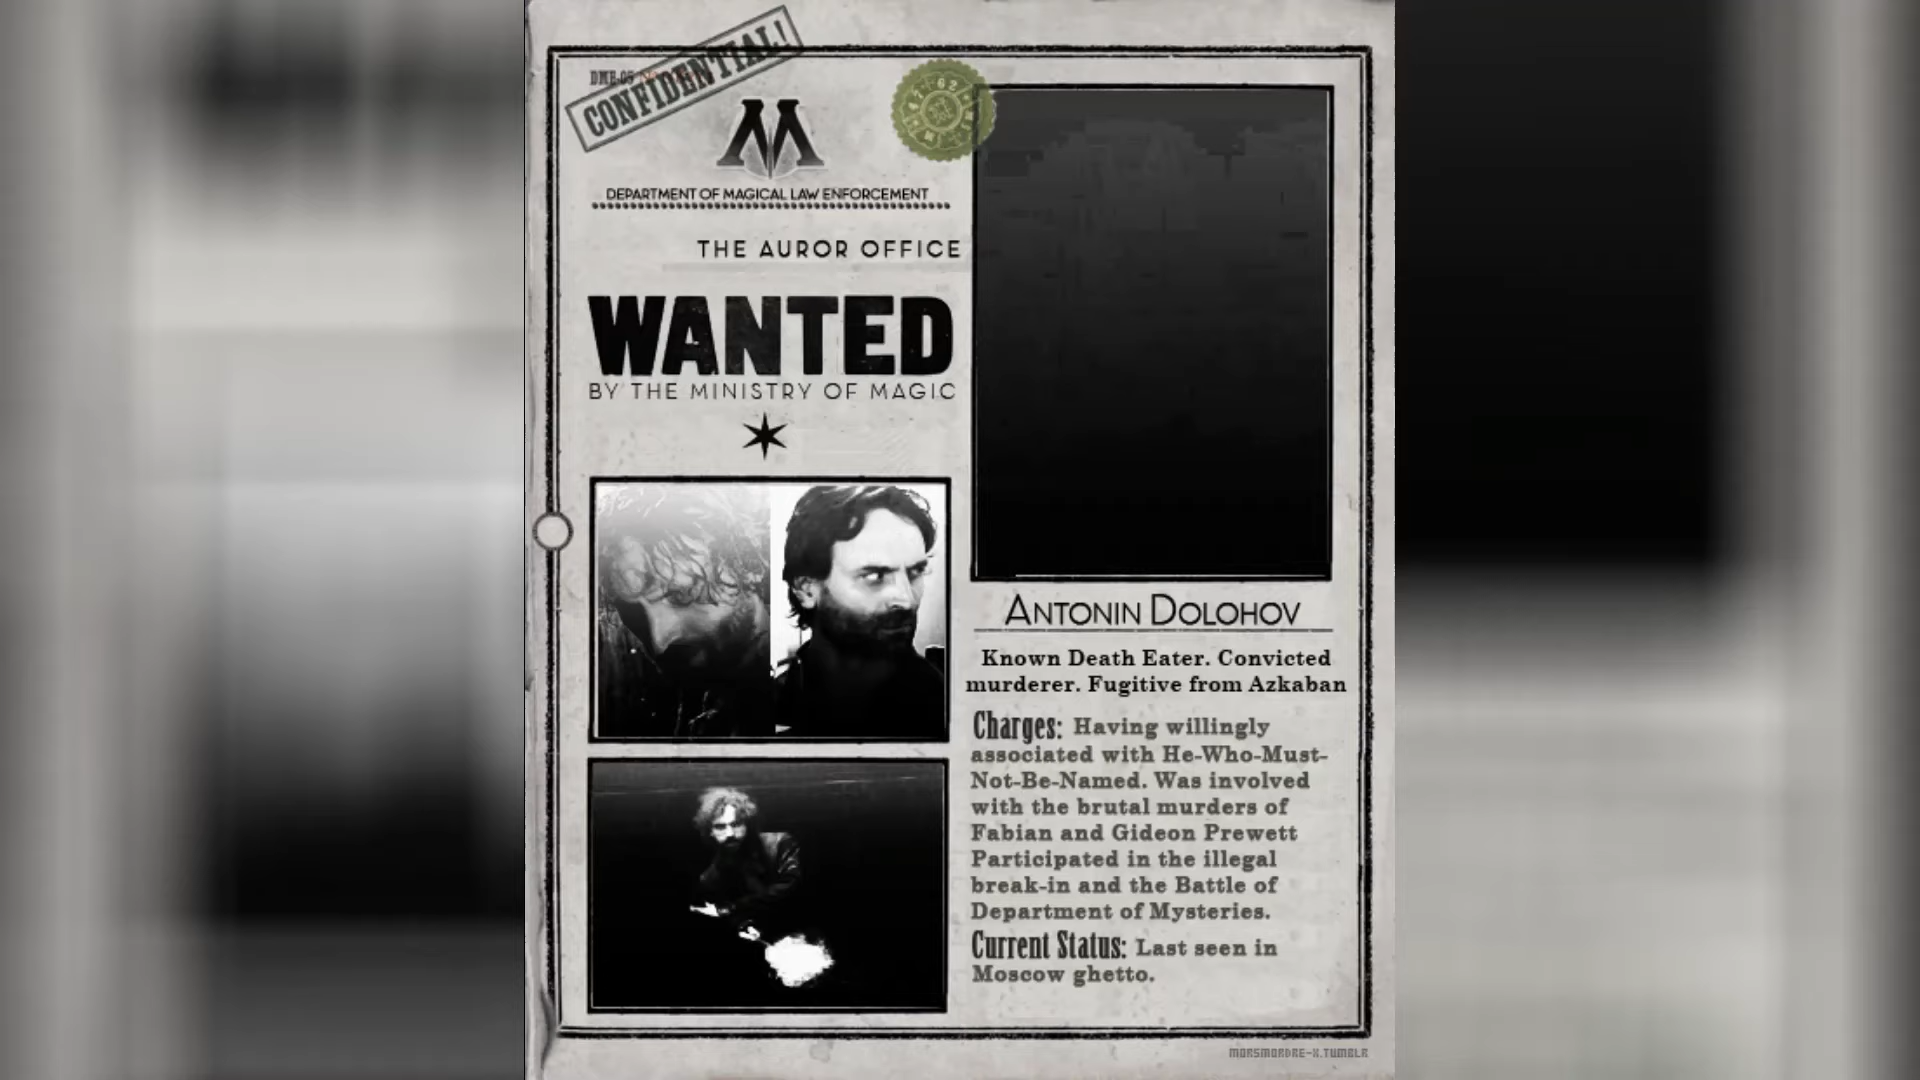 CONFIDENTIAL!
DME-05
M
DEPARTMENT OF MAGICAL LAW ENFORCEMENT
THE AUROR OFFICE
WANTED
BY THE MINISTRY OF MAGIC
ANTONIN DOLOHOV
Known Death Eater. Convicted
murderer. Fugitive from Azkaban
Charges: Having willingly
associated with He-Who-Must-
Not-Be-Named. Was involved
with the brutal murders of
Fabian and Gideon Prewett
Participated in the illegal
break-in and the Battle of
Department of Mysteries.
Current Status: Last seen in
Moscow ghetto.
MORSMORDRE-X.TUMBLR